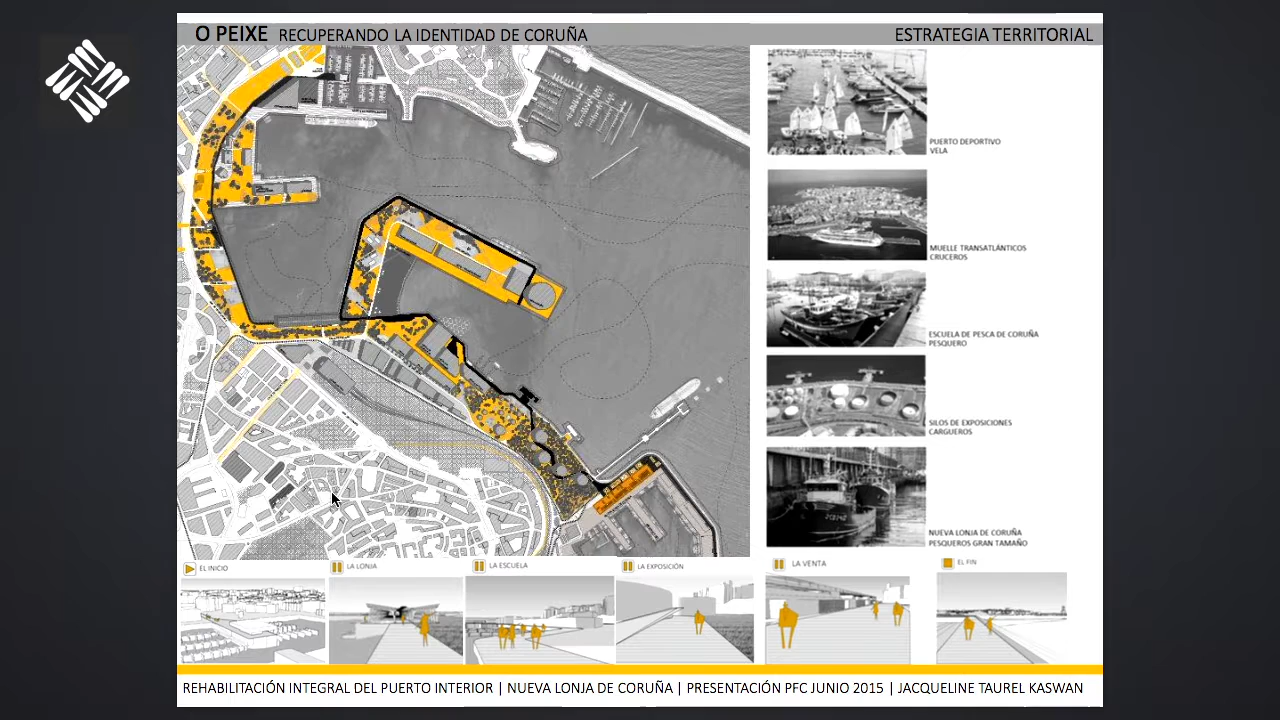 O PEIXE RECUPERANDO LA IDENTIDAD DE CORUÑA
ESTRATEGIA TERRITORIAL
PUERTO DEPORTIVO
VELA
MUELLE TRANSATLÁNTICOS
CRUCEROS
ESCUELA DE PESCA DE CORUÑA
PESQUERO
SILOS DE EXPOSICIONES
CARGUEROS
NUEVA LONJA DE CORUÑA
PESQUEROS GRAN TAMAÑO
EL INICIO
LA LONJA
LA ESCUELA
LA EXPOSICIÓN
LA VENTA
EL FIN
REHABILITACIÓN INTEGRAL DEL PUERTO INTERIOR | NUEVA LONJA DE CORUÑA | PRESENTACIÓN PFC JUNIO 2015 | JACQUELINE TAUREL KASWAN